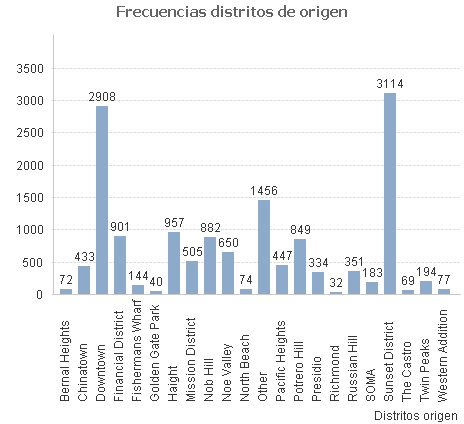 Frecuencias distritos de origen
3500
3000
2500
2000
1500
1000
500
0
72
433
2908
901
144
40
957
505
882
650
74
1456
447
849
334
32
351
183
3114
69
194
77
Bernal Heights
Chinatown
Downtown
Financial District
Fishermans Wharf
Golden Gate Park
Haight
Mission District
Nob Hill
Noe Valley
North Beach
Other
Pacific Heights
Potrero Hill
Presidio
Richmond
Russian Hill
SOMA
Sunset District
The Castro
Twin Peaks
Western Addition
Distritos origen